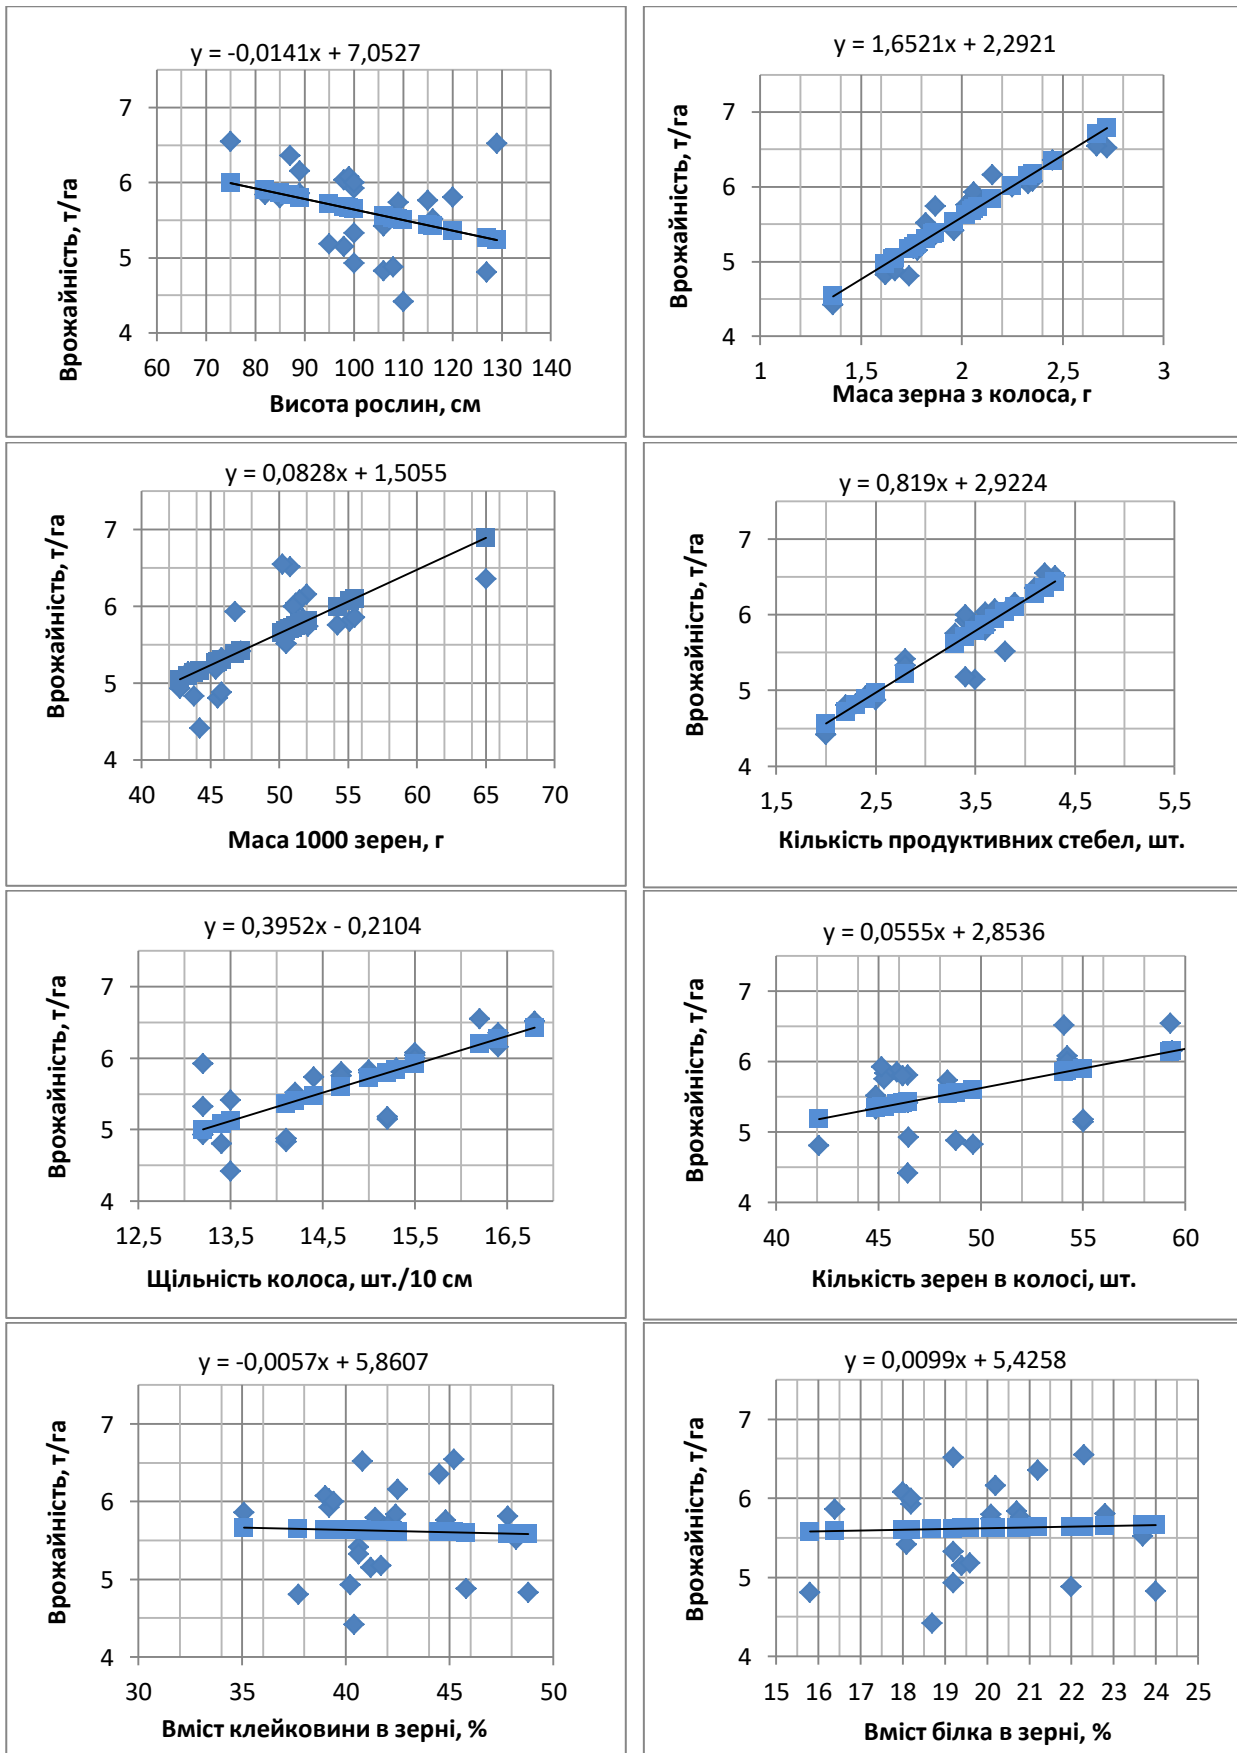 y = -0,0141x + 7,0527
Врожайність, т/га
7
6
5
4
60 70 80 90 100 110 120 130 140
Висота рослин, см
y = 1,6521x + 2,2921
Врожайність, т/га
7
6
5
4
1 1,5 2 2,5 3
Маса зерна з колоса, г
y = 0,0828x + 1,5055
Врожайність, т/га
7
6
5
4
40 45 50 55 60 65 70
Маса 1000 зерен, г
y = 0,819x + 2,9224
Врожайність, т/га
7
6
5
4
1,5 2,5 3,5 4,5 5,5
Кількість продуктивних стебел, шт.
y = 0,3952x - 0,2104
Врожайність, т/га
7
6
5
4
12,5 13,5 14,5 15,5 16,5
Щільність колоса, шт./10 см
y = 0,0555x + 2,8536
Врожайність, т/га
7
6
5
4
40 45 50 55 60
Кількість зерен в колосі, шт.
y = -0,0057x + 5,8607
Врожайність, т/га
7
6
5
4
30 35 40 45 50
Вміст клейковини в зерні, %
y = 0,0099x + 5,4258
Врожайність, т/га
7
6
5
4
15 16 17 18 19 20 21 22 23 24 25
Вміст білка в зерні, %